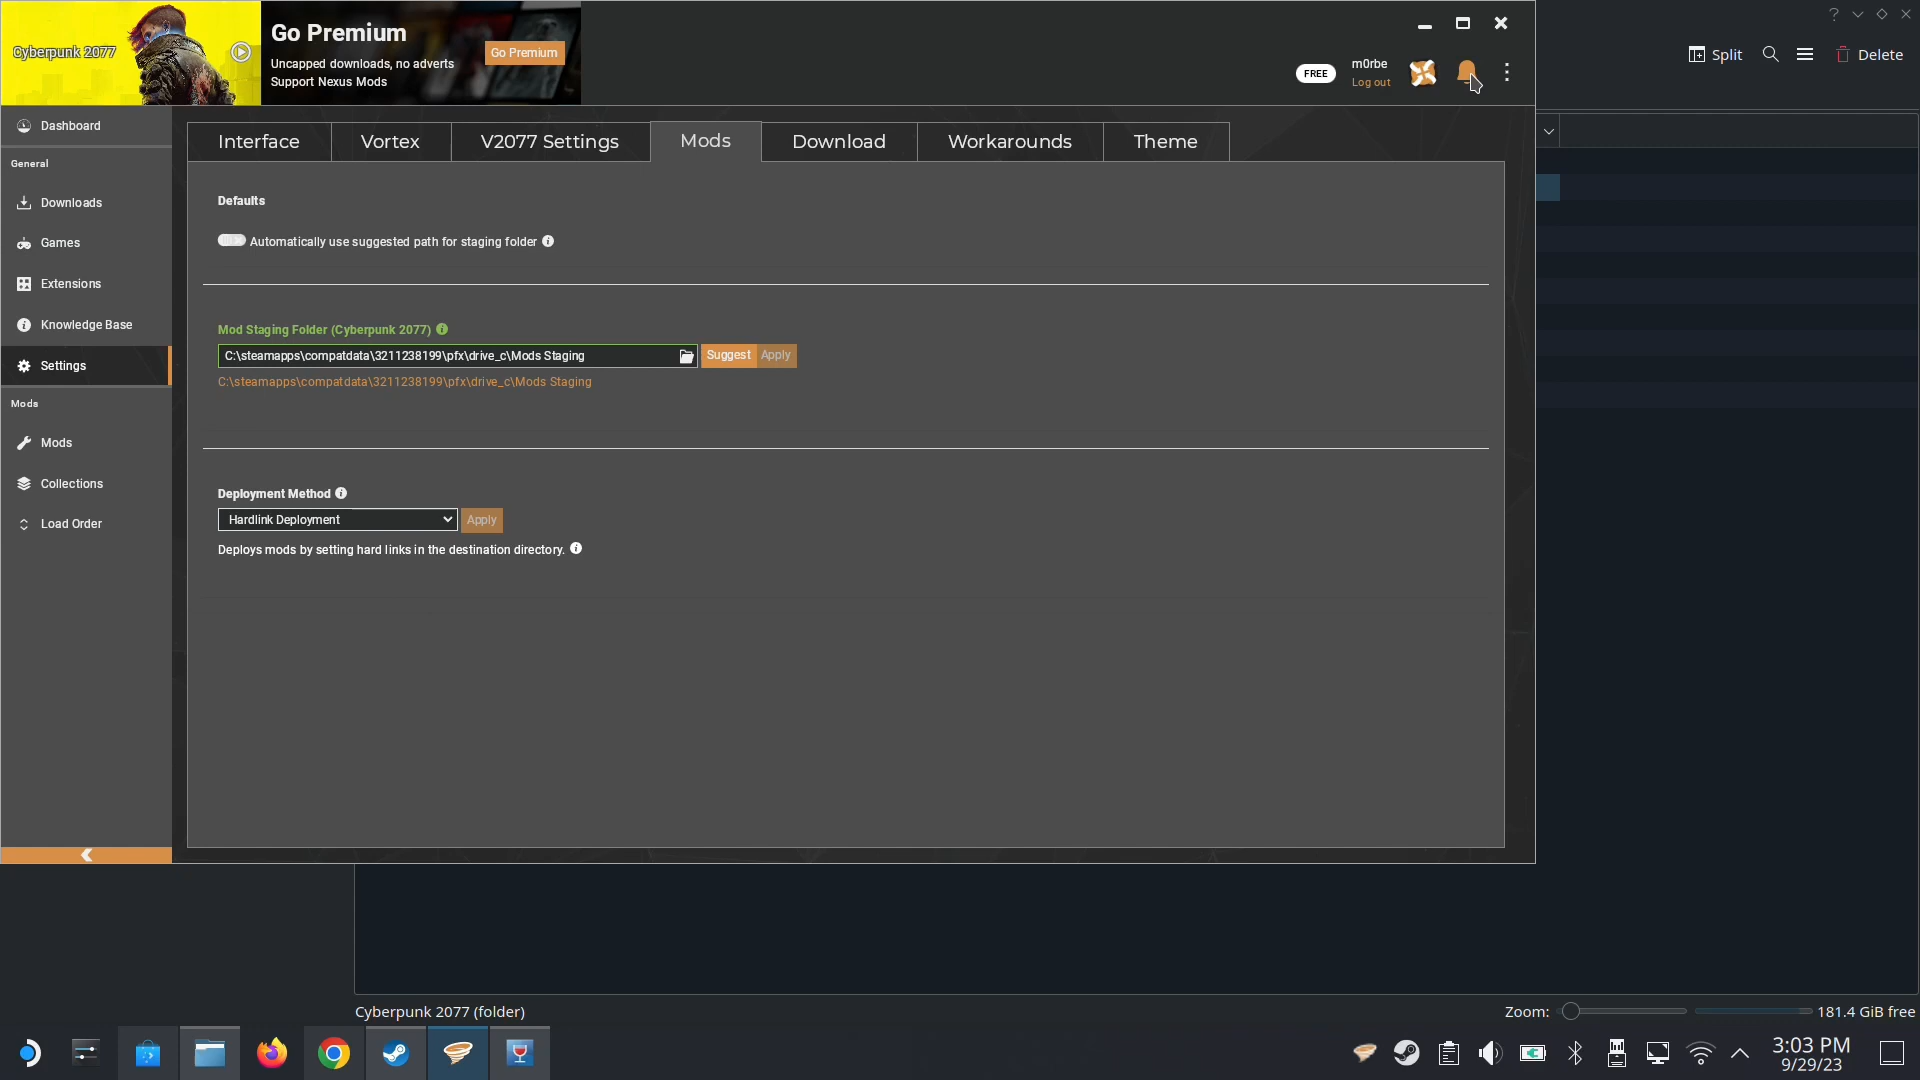 Cyberpunk 2077
Go Premium
Uncapped downloads, no adverts
Support Nexus Mods
Go Premium
FREE
m0rbe
Log out
Split
Delete
Dashboard
General
Downloads
Games
Extensions
Knowledge Base
Settings
Mods
Mods
Collections
Load Order
Interface
Vortex
V2077 Settings
Mods
Download
Workarounds
Theme
Defaults
Automatically use suggested path for staging folder
Mod Staging Folder (Cyberpunk 2077)
C:\steamapps\compatdata\3211238199\pfx\drive_c\Mods Staging
Suggest
Apply
C:\steamapps\compatdata\3211238199\pfx\drive_c\Mods Staging
Deployment Method
Hardlink Deployment
Apply
Deploys mods by setting hard links in the destination directory.
Cyberpunk 2077 (folder)
Zoom:
181.4 GiB free
3:03 PM
9/29/23